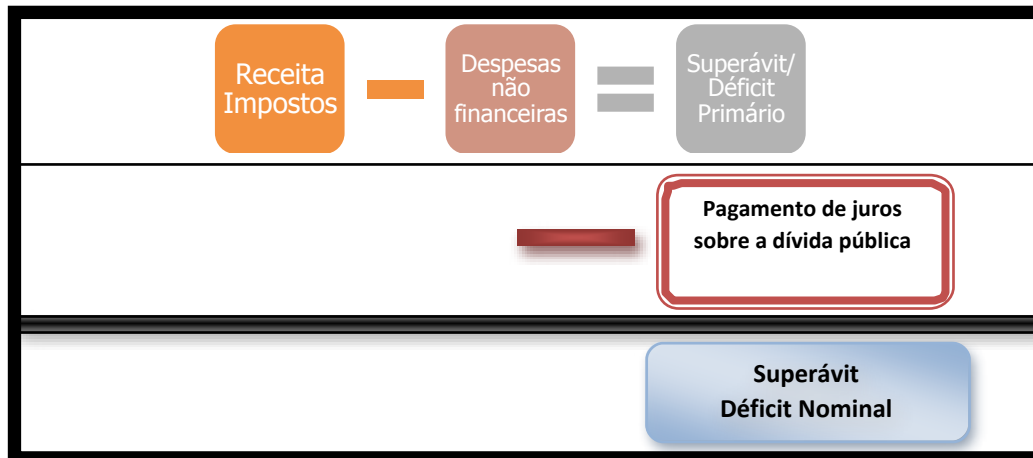 Receita
Impostos
Despesas
não
financeiras
Superávit/
Déficit
Primário
Pagamento de juros
sobre a dívida pública
Superávit
Déficit Nominal